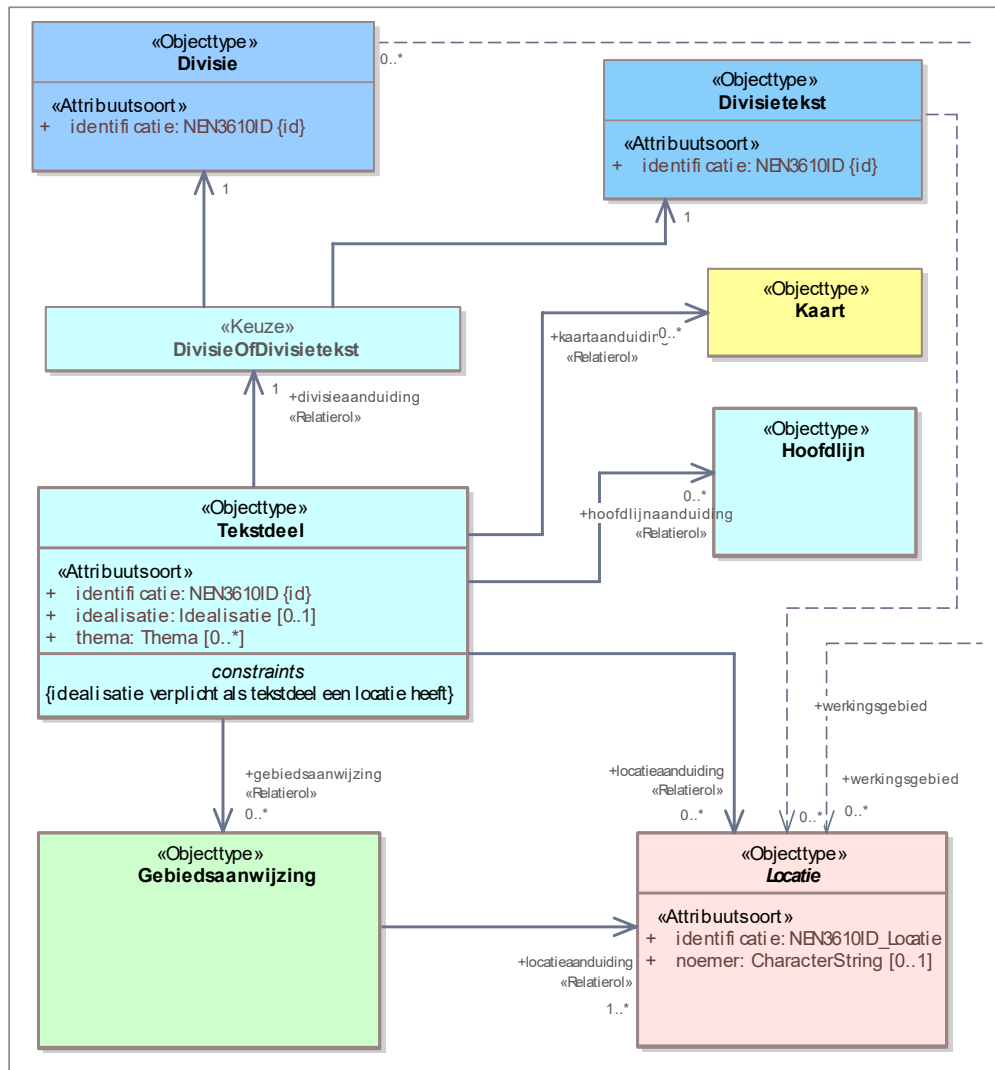 «Objecttype»
Divisie
«Attribuutsoort»
+ identificatie: NEN3610ID {id}
0..*
«Objecttype»
Divisietekst
«Attribuutsoort»
+ identificatie: NEN3610ID {id}
1
1
«Keuze»
DivisieOfDivisietekst
«Objecttype»
Kaart
+kaartaanduiding
0..*
«Relatierol»
1
+divisieaanduiding
«Relatierol»
«Objecttype»
Hoofdlijn
0..*
+hoofdlijnaanduiding
«Relatierol»
«Objecttype»
Tekstdeel
«Attribuutsoort»
+ identificatie: NEN3610ID {id}
+ idealisatie: Idealisatie [0..1]
+ thema: Thema [0..*]
constraints
{idealisatie verplicht als tekstdeel een locatie heeft}
+werkingsgebied
+gebiedsaanwijzing
«Relatierol»
0..*
+locatieaanduiding
«Relatierol»
0..*
+werkingsgebied
0..*
0..*
«Objecttype»
Gebiedsaanwijzing
«Objecttype»
Locatie
«Attribuutsoort»
+ identificatie: NEN3610ID_Locatie
+ noemer: CharacterString [0..1]
+locatieaanduiding
«Relatierol»
1..*